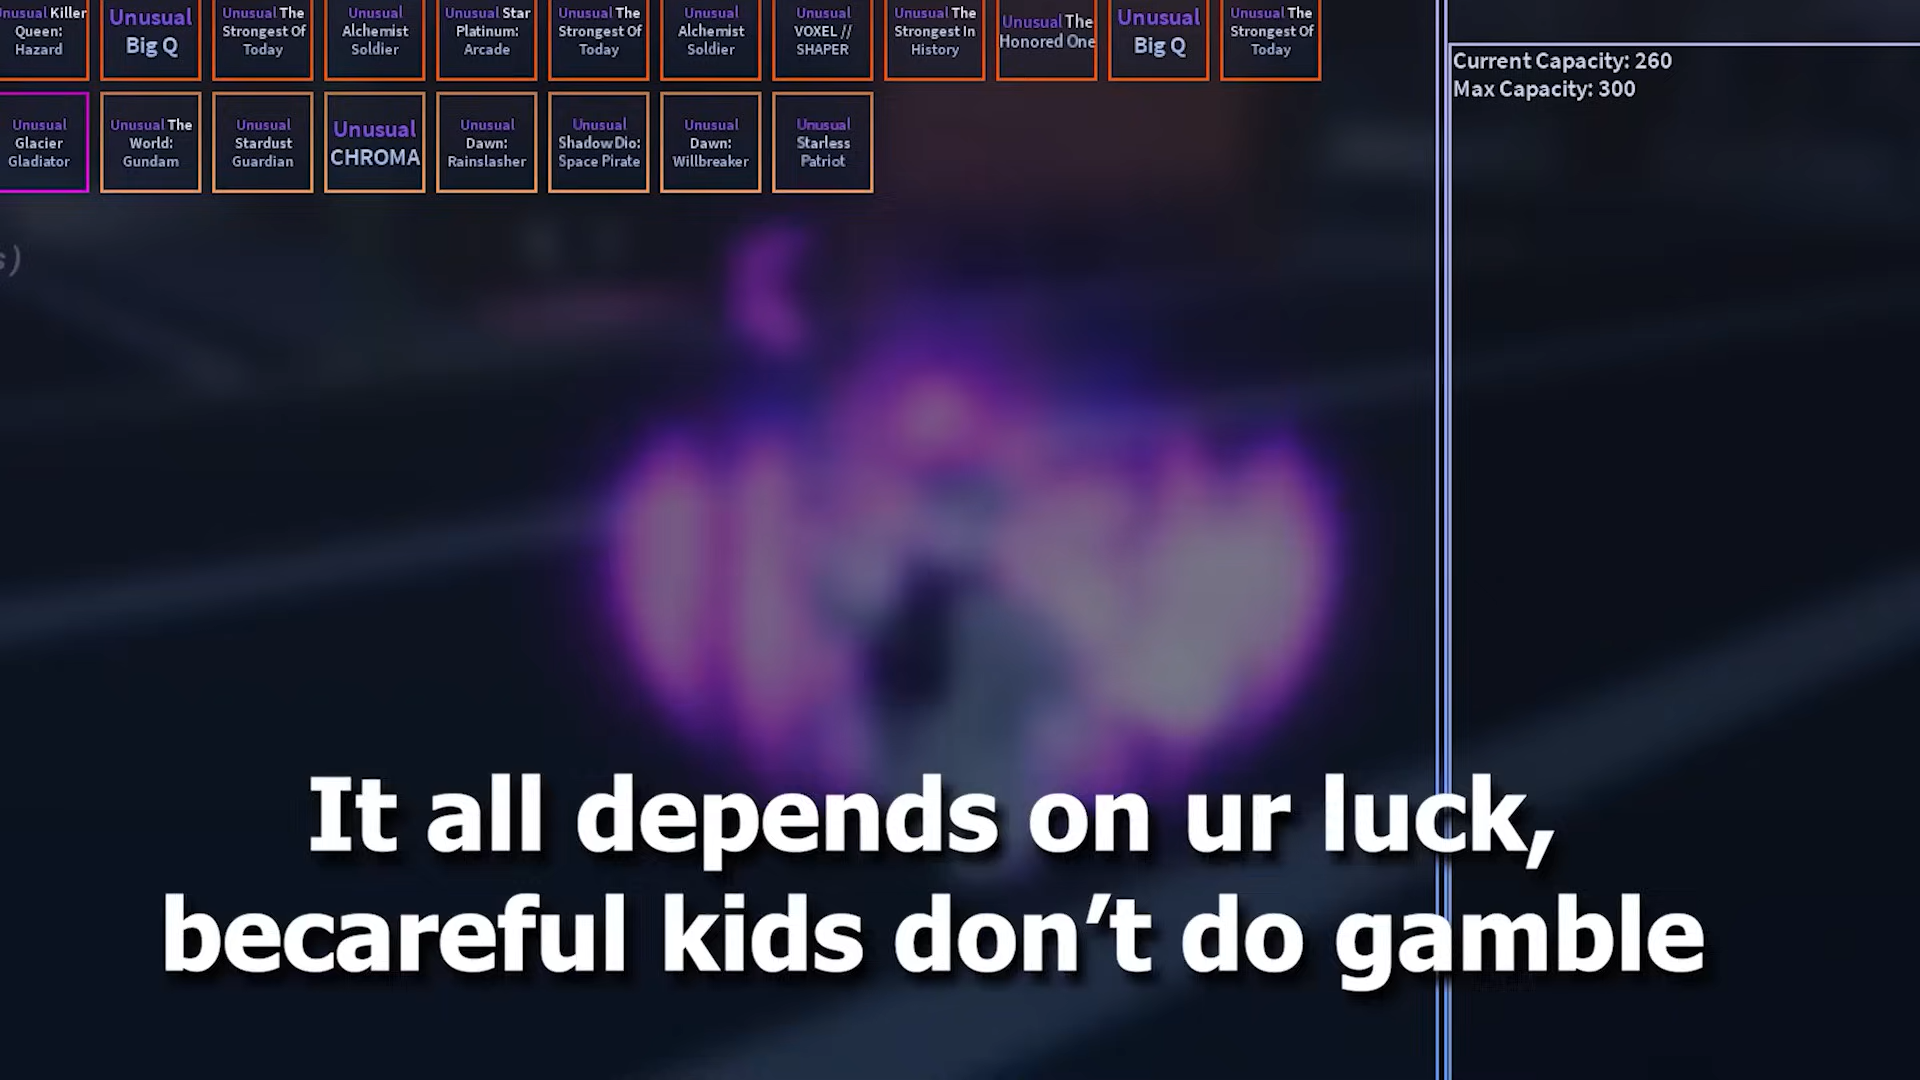 Unusual Killer Queen: Hazard
Unusual Big Q
Unusual The Strongest Of Today
Unusual Alchemist Soldier
Unusual Star Platinum: Arcade
Unusual The Strongest Of Today
Unusual Alchemist Soldier
Unusual VOXEL // SHAPER
Unusual The Strongest In History
Unusual The Honored One
Unusual Big Q
Unusual The Strongest Of Today
Unusual Glacier Gladiator
Unusual The World: Gundam
Unusual Stardust Guardian
Unusual CHROMA
Unusual Dawn: Rainslasher
Unusual Shadow Dio: Space Pirate
Unusual Dawn: Willbreaker
Unusual Starless Patriot
Current Capacity: 260
Max Capacity: 300
s)
It all depends on ur luck,
becareful kids don’t do gamble